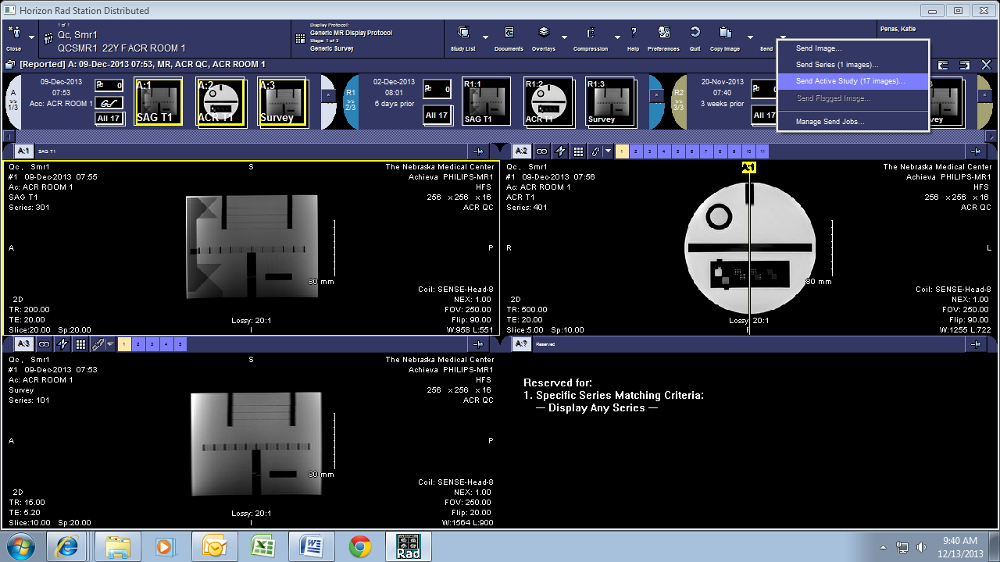 Horizon Rad Station Distributed
1 of 1
Qc, Smr1
QCSMR1 22Y F ACR ROOM 1
Display Protocol:
Generic MR Display Protocol
Stage: 1 of 3
Generic Survey
Close
Study List
Documents
Overlays
Compression
Help
Preferences
Quit
Copy Image
Send
Penas, Katie
[Reported] A: 09-Dec-2013 07:53, MR, ACR QC, ACR ROOM 1
Send Image...
Send Series (1 images)...
Send Active Study (17 images)...
Send Flagged Image...
Manage Send Jobs...
A
>>
1/3
09-Dec-2013
07:53
Acc: ACR ROOM 1
0
All 17
A:1
SAG T1
A:2
ACR T1
A:3
Survey
R1
>>
2/3
02-Dec-2013
08:01
6 days prior
0
All 17
R1:1
SAG T1
R1:2
ACR T1
R1:3
Survey
R2
>>
3/3
20-Nov-2013
07:40
3 weeks prior
All 17
Survey
A:1
SAG T1
Qc, Smr1
#1 09-Dec-2013 07:55
Ac: ACR ROOM 1
SAG T1
Series: 301
S
The Nebraska Medical Center
Achieva PHILIPS-MR1
HFS
256 x 256 x 16
ACR QC
A
P
80 mm
2D
TR: 200.00
TE: 20.00
Slice:20.00 Sp:20.00
Lossy: 20:1
I
Coil: SENSE-Head-8
NEX: 1.00
FOV: 250.00
Flip: 90.00
W:958 L:551
A:2
1 2 3 4 5 6 7 8 9 10 11
Qc, Smr1
#1 09-Dec-2013 07:56
Ac: ACR ROOM 1
ACR T1
Series: 401
A:1
The Nebraska Medical Center
Achieva PHILIPS-MR1
HFS
256 x 256 x 16
ACR QC
R
L
80 mm
2D
TR: 500.00
TE: 20.00
Slice:5.00 Sp:10.00
Lossy: 20:1
Coil: SENSE-Head-8
NEX: 1.00
FOV: 250.00
Flip: 90.00
W:1255 L:722
A:3
1 2 3 4 5
Qc, Smr1
#1 09-Dec-2013 07:53
Ac: ACR ROOM 1
Survey
Series: 101
S
The Nebraska Medical Center
Achieva PHILIPS-MR1
HFS
256 x 256 x 16
ACR QC
A
P
80 mm
2D
TR: 15.00
TE: 5.20
Slice:10.00 Sp:20.00
Lossy: 20:1
I
Coil: SENSE-Head-8
NEX: 1.00
FOV: 250.00
Flip: 20.00
W:1564 L:900
A:?
Reserved
Reserved for:
1. Specific Series Matching Criteria:
— Display Any Series —
Rad
9:40 AM
12/13/2013